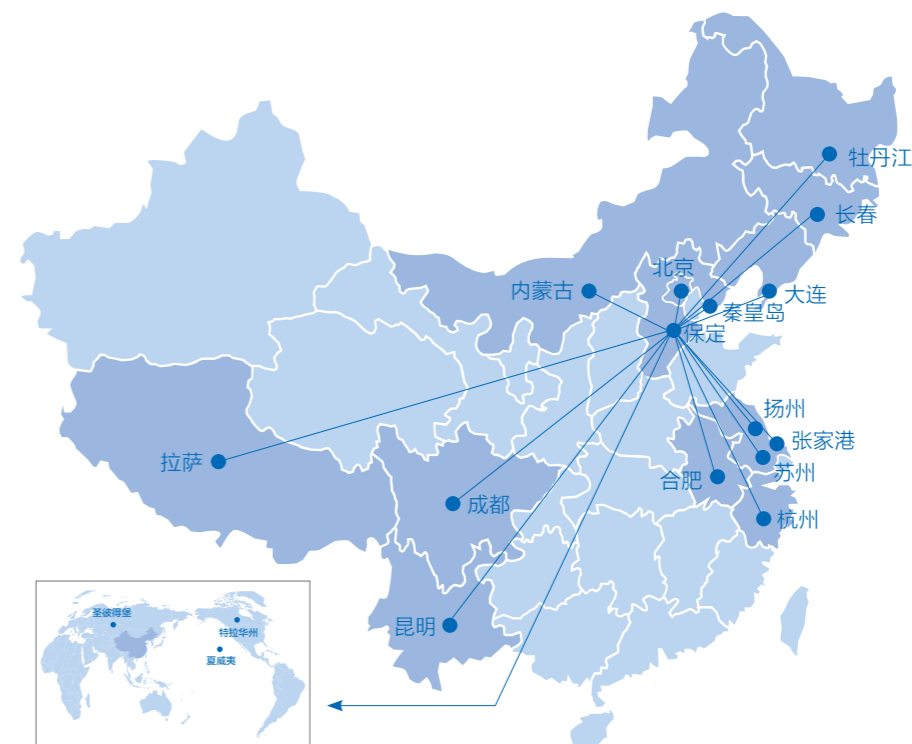 牡丹江
长春
北京
内蒙古
大连
秦皇岛
保定
扬州
张家港
拉萨
苏州
合肥
成都
杭州
圣彼得堡
特拉华州
昆明
夏威夷